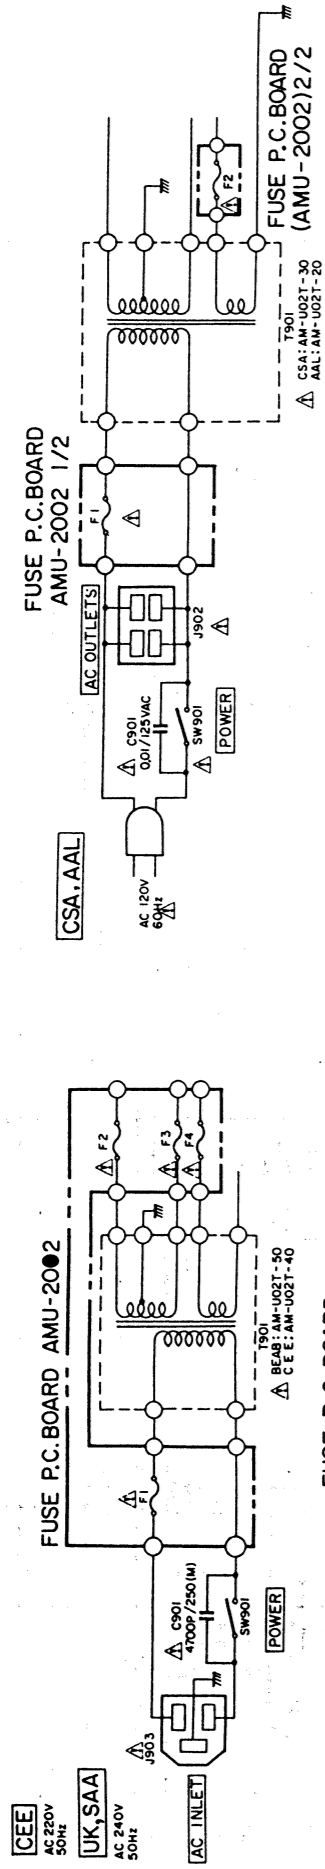 CEE
AC 220V
50Hz
UK, SAA
AC 240V
50Hz
AC INLET
J903
C901
4700P/250(M)
SW901
POWER
FUSE P.C.BOARD AMU-2002
F1
T901
BEAB: AM-U02T-50
CEE: AM-U02T-40
F2
F3
F4
CSA, AAL
AC 120V
60Hz
C901
0.01/125VAC
SW901
POWER
AC OUTLETS
J902
FUSE P.C.BOARD
AMU-2002 1/2
F1
T901
CSA: AM-U02T-30
AAL: AM-U02T-20
F2
FUSE P.C.BOARD
(AMU-2002) 2/2